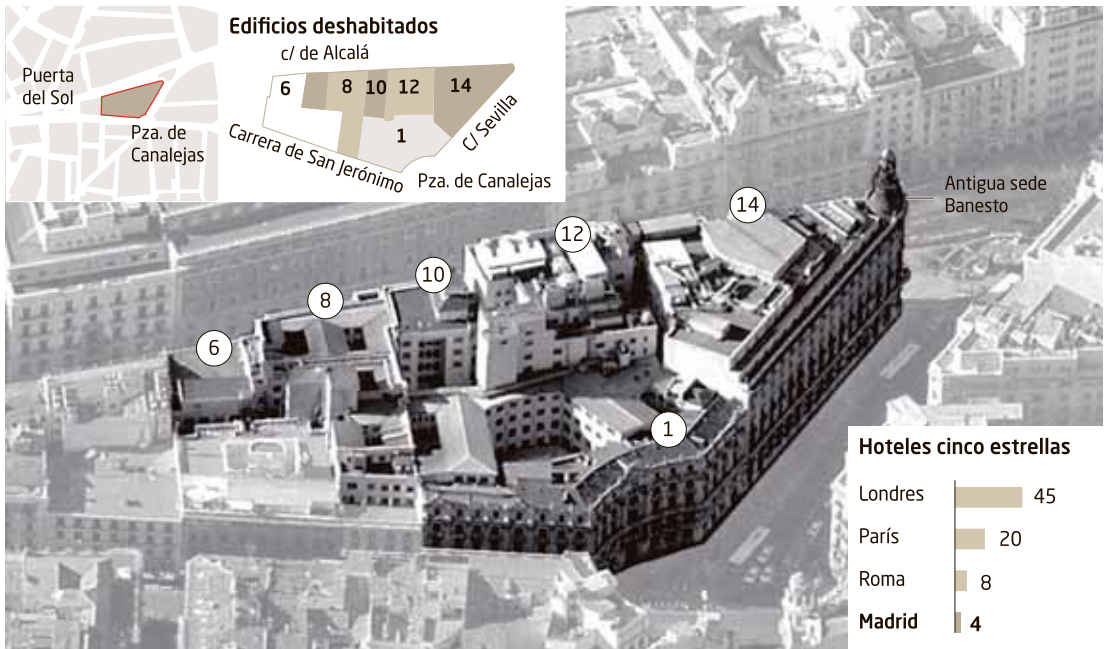 Puerta
del Sol
Pza. de
Canalejas
Edificios deshabitados
c/ de Alcalá
6
8
10
12
14
1
C/ Sevilla
Carrera de San Jerónimo
Pza. de Canalejas
Antigua sede
Banesto
14
12
10
8
6
1
Hoteles cinco estrellas
Londres 45
París 20
Roma 8
Madrid 4